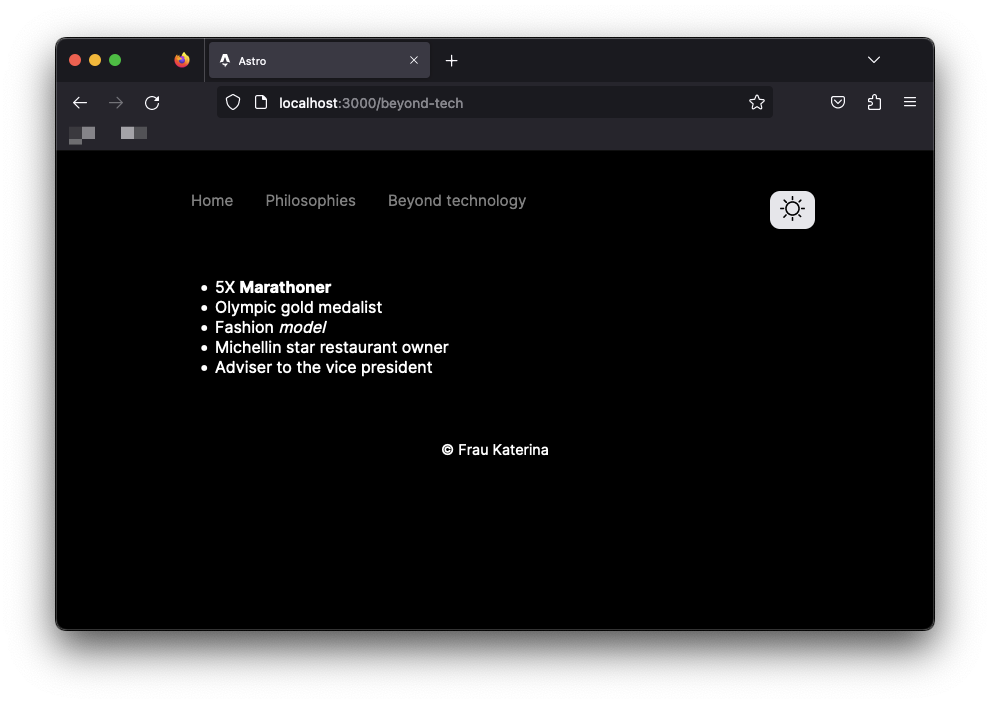 Astro
localhost:3000/beyond-tech
Home Philosophies Beyond technology
• 5X Marathoner
• Olympic gold medalist
• Fashion model
• Michellin star restaurant owner
• Adviser to the vice president
© Frau Katerina